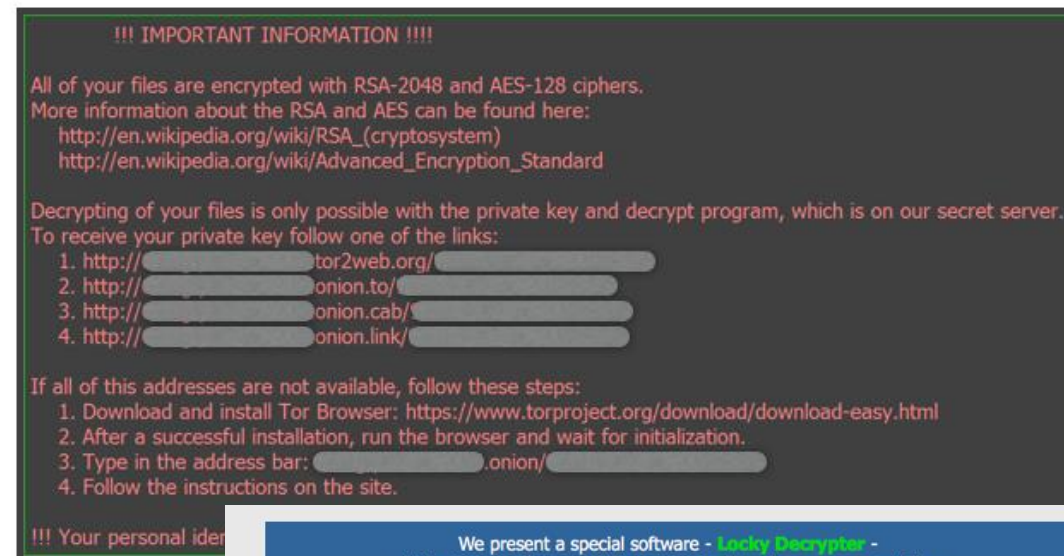 !!! IMPORTANT INFORMATION !!!!
All of your files are encrypted with RSA-2048 and AES-128 ciphers.
More information about the RSA and AES can be found here:
http://en.wikipedia.org/wiki/RSA_(cryptosystem)
http://en.wikipedia.org/wiki/Advanced_Encryption_Standard
Decrypting of your files is only possible with the private key and decrypt program, which is on our secret server.
To receive your private key follow one of the links:
1. http:// tor2web.org/
2. http:// onion.to/
3. http:// onion.cab/
4. http:// onion.link/
If all of this addresses are not available, follow these steps:
1. Download and install Tor Browser: https://www.torproject.org/download/download-easy.html
2. After a successful installation, run the browser and wait for initialization.
3. Type in the address bar: .onion/
4. Follow the instructions on the site.
!!! Your personal
We present a special software - Locky Decrypter -